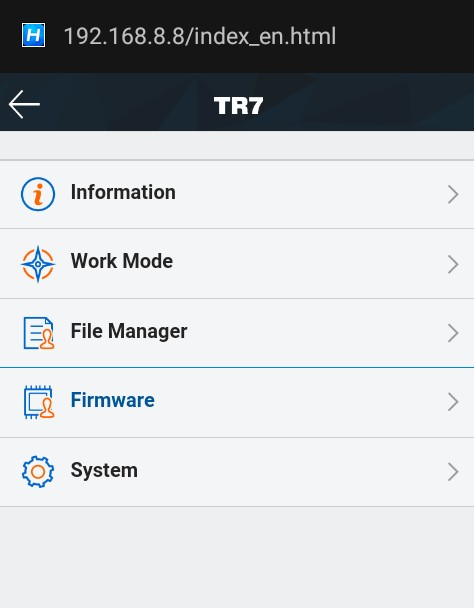 H 192.168.8.8/index_en.html
TR7
Information
Work Mode
File Manager
Firmware
System